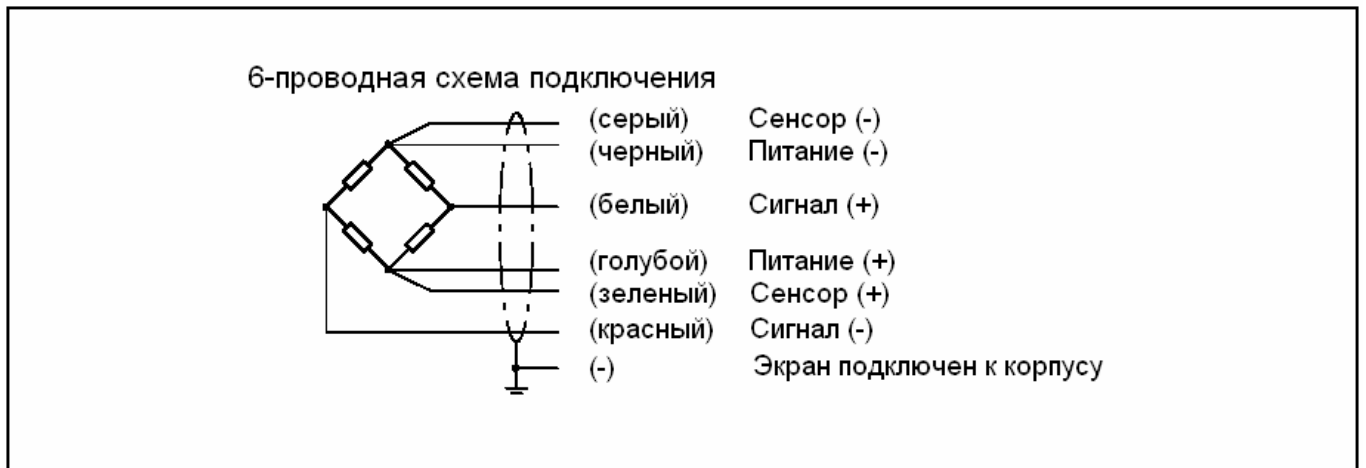 6-проводная схема подключения
(серый) Сенсор (-)
(черный) Питание (-)
(белый) Сигнал (+)
(голубой) Питание (+)
(зеленый) Сенсор (+)
(красный) Сигнал (-)
(-) Экран подключен к корпусу